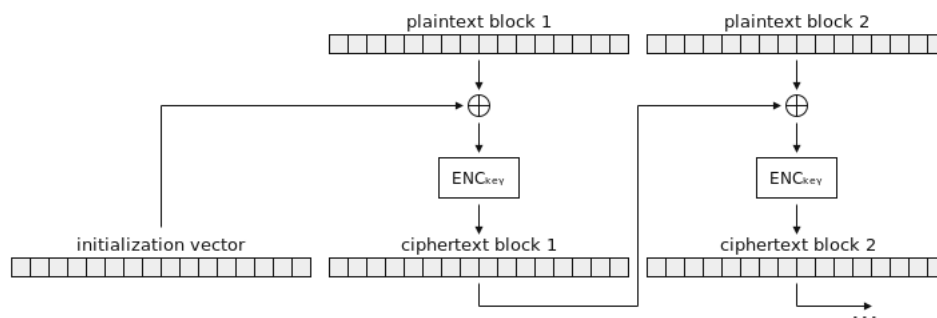 plaintext block 1
plaintext block 2
ENCkey
ENCkey
initialization vector
ciphertext block 1
ciphertext block 2
...